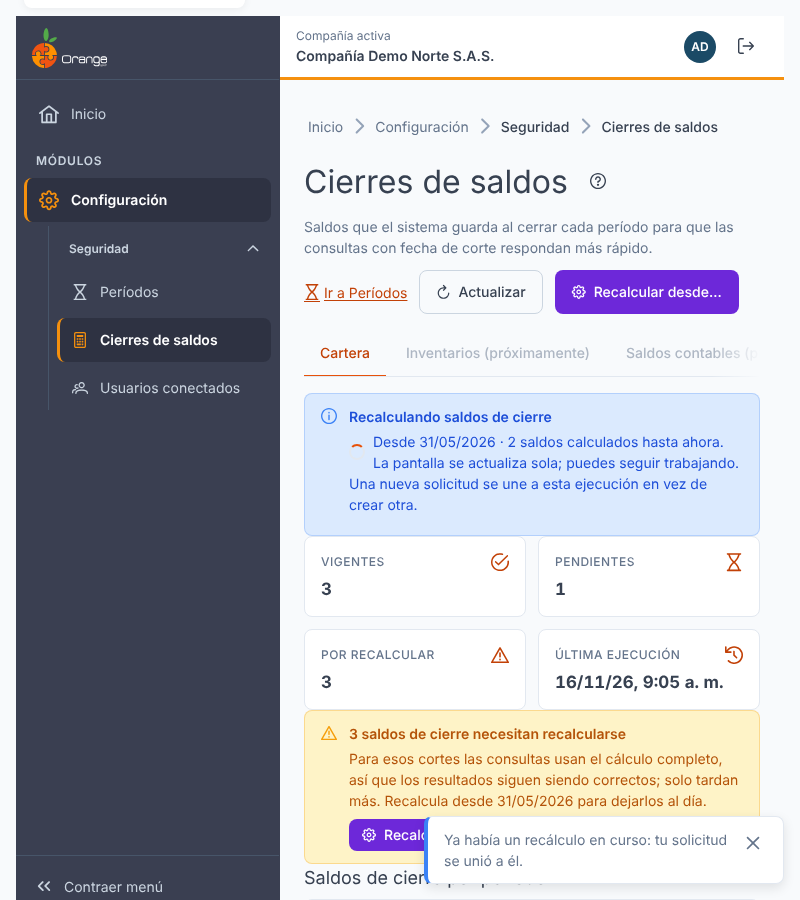 Orange
Inicio
MÓDULOS
Configuración
Seguridad
Períodos
Cierres de saldos
Usuarios conectados
Contraer menú
Compañía activa
Compañía Demo Norte S.A.S.
AD
Inicio Configuración Seguridad Cierres de saldos
Cierres de saldos
Saldos que el sistema guarda al cerrar cada período para que las
consultas con fecha de corte respondan más rápido.
Ir a Períodos Actualizar Recalcular desde...
Cartera Inventarios (próximamente) Saldos contables
Recalculando saldos de cierre
Desde 31/05/2026 · 2 saldos calculados hasta ahora.
La pantalla se actualiza sola; puedes seguir trabajando.
Una nueva solicitud se une a esta ejecución en vez de
crear otra.
VIGENTES
3
PENDIENTES
1
POR RECALCULAR
3
ÚLTIMA EJECUCIÓN
16/11/26, 9:05 a. m.
3 saldos de cierre necesitan recalcularse
Para esos cortes las consultas usan el cálculo completo,
así que los resultados siguen siendo correctos; solo tardan
más. Recalcula desde 31/05/2026 para dejarlos al día.
Ya había un recálculo en curso: tu solicitud
se unió a él.
Saldos de